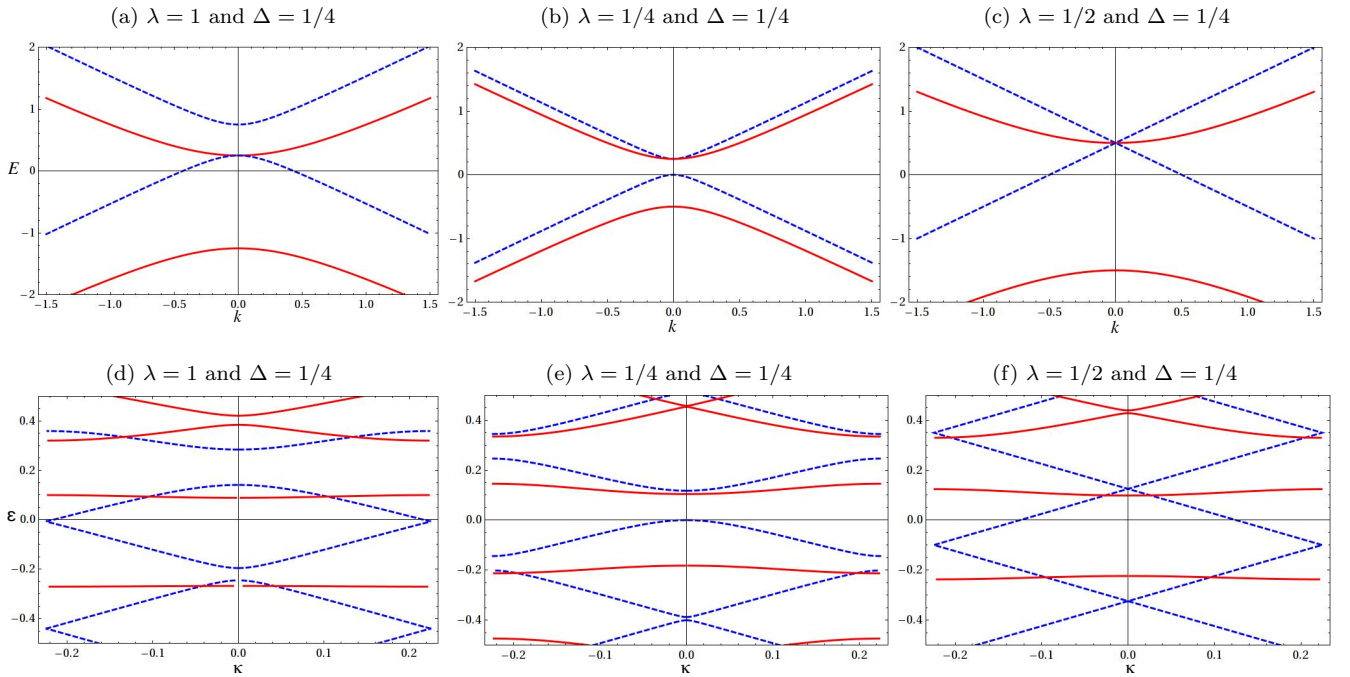 (a) λ = 1 and Δ = 1/4
(b) λ = 1/4 and Δ = 1/4
(c) λ = 1/2 and Δ = 1/4
2
1
E 0
-1
-2
-1.5 -1.0 -0.5 0.0 0.5 1.0 1.5
k
2
1
0
-1
-2
-1.5 -1.0 -0.5 0.0 0.5 1.0 1.5
k
2
1
0
-1
-2
-1.5 -1.0 -0.5 0.0 0.5 1.0 1.5
k
(d) λ = 1 and Δ = 1/4
(e) λ = 1/4 and Δ = 1/4
(f) λ = 1/2 and Δ = 1/4
0.4
0.2
ε 0.0
-0.2
-0.4
-0.2 -0.1 0.0 0.1 0.2
κ
0.4
0.2
0.0
-0.2
-0.4
-0.2 -0.1 0.0 0.1 0.2
κ
0.4
0.2
0.0
-0.2
-0.4
-0.2 -0.1 0.0 0.1 0.2
κ